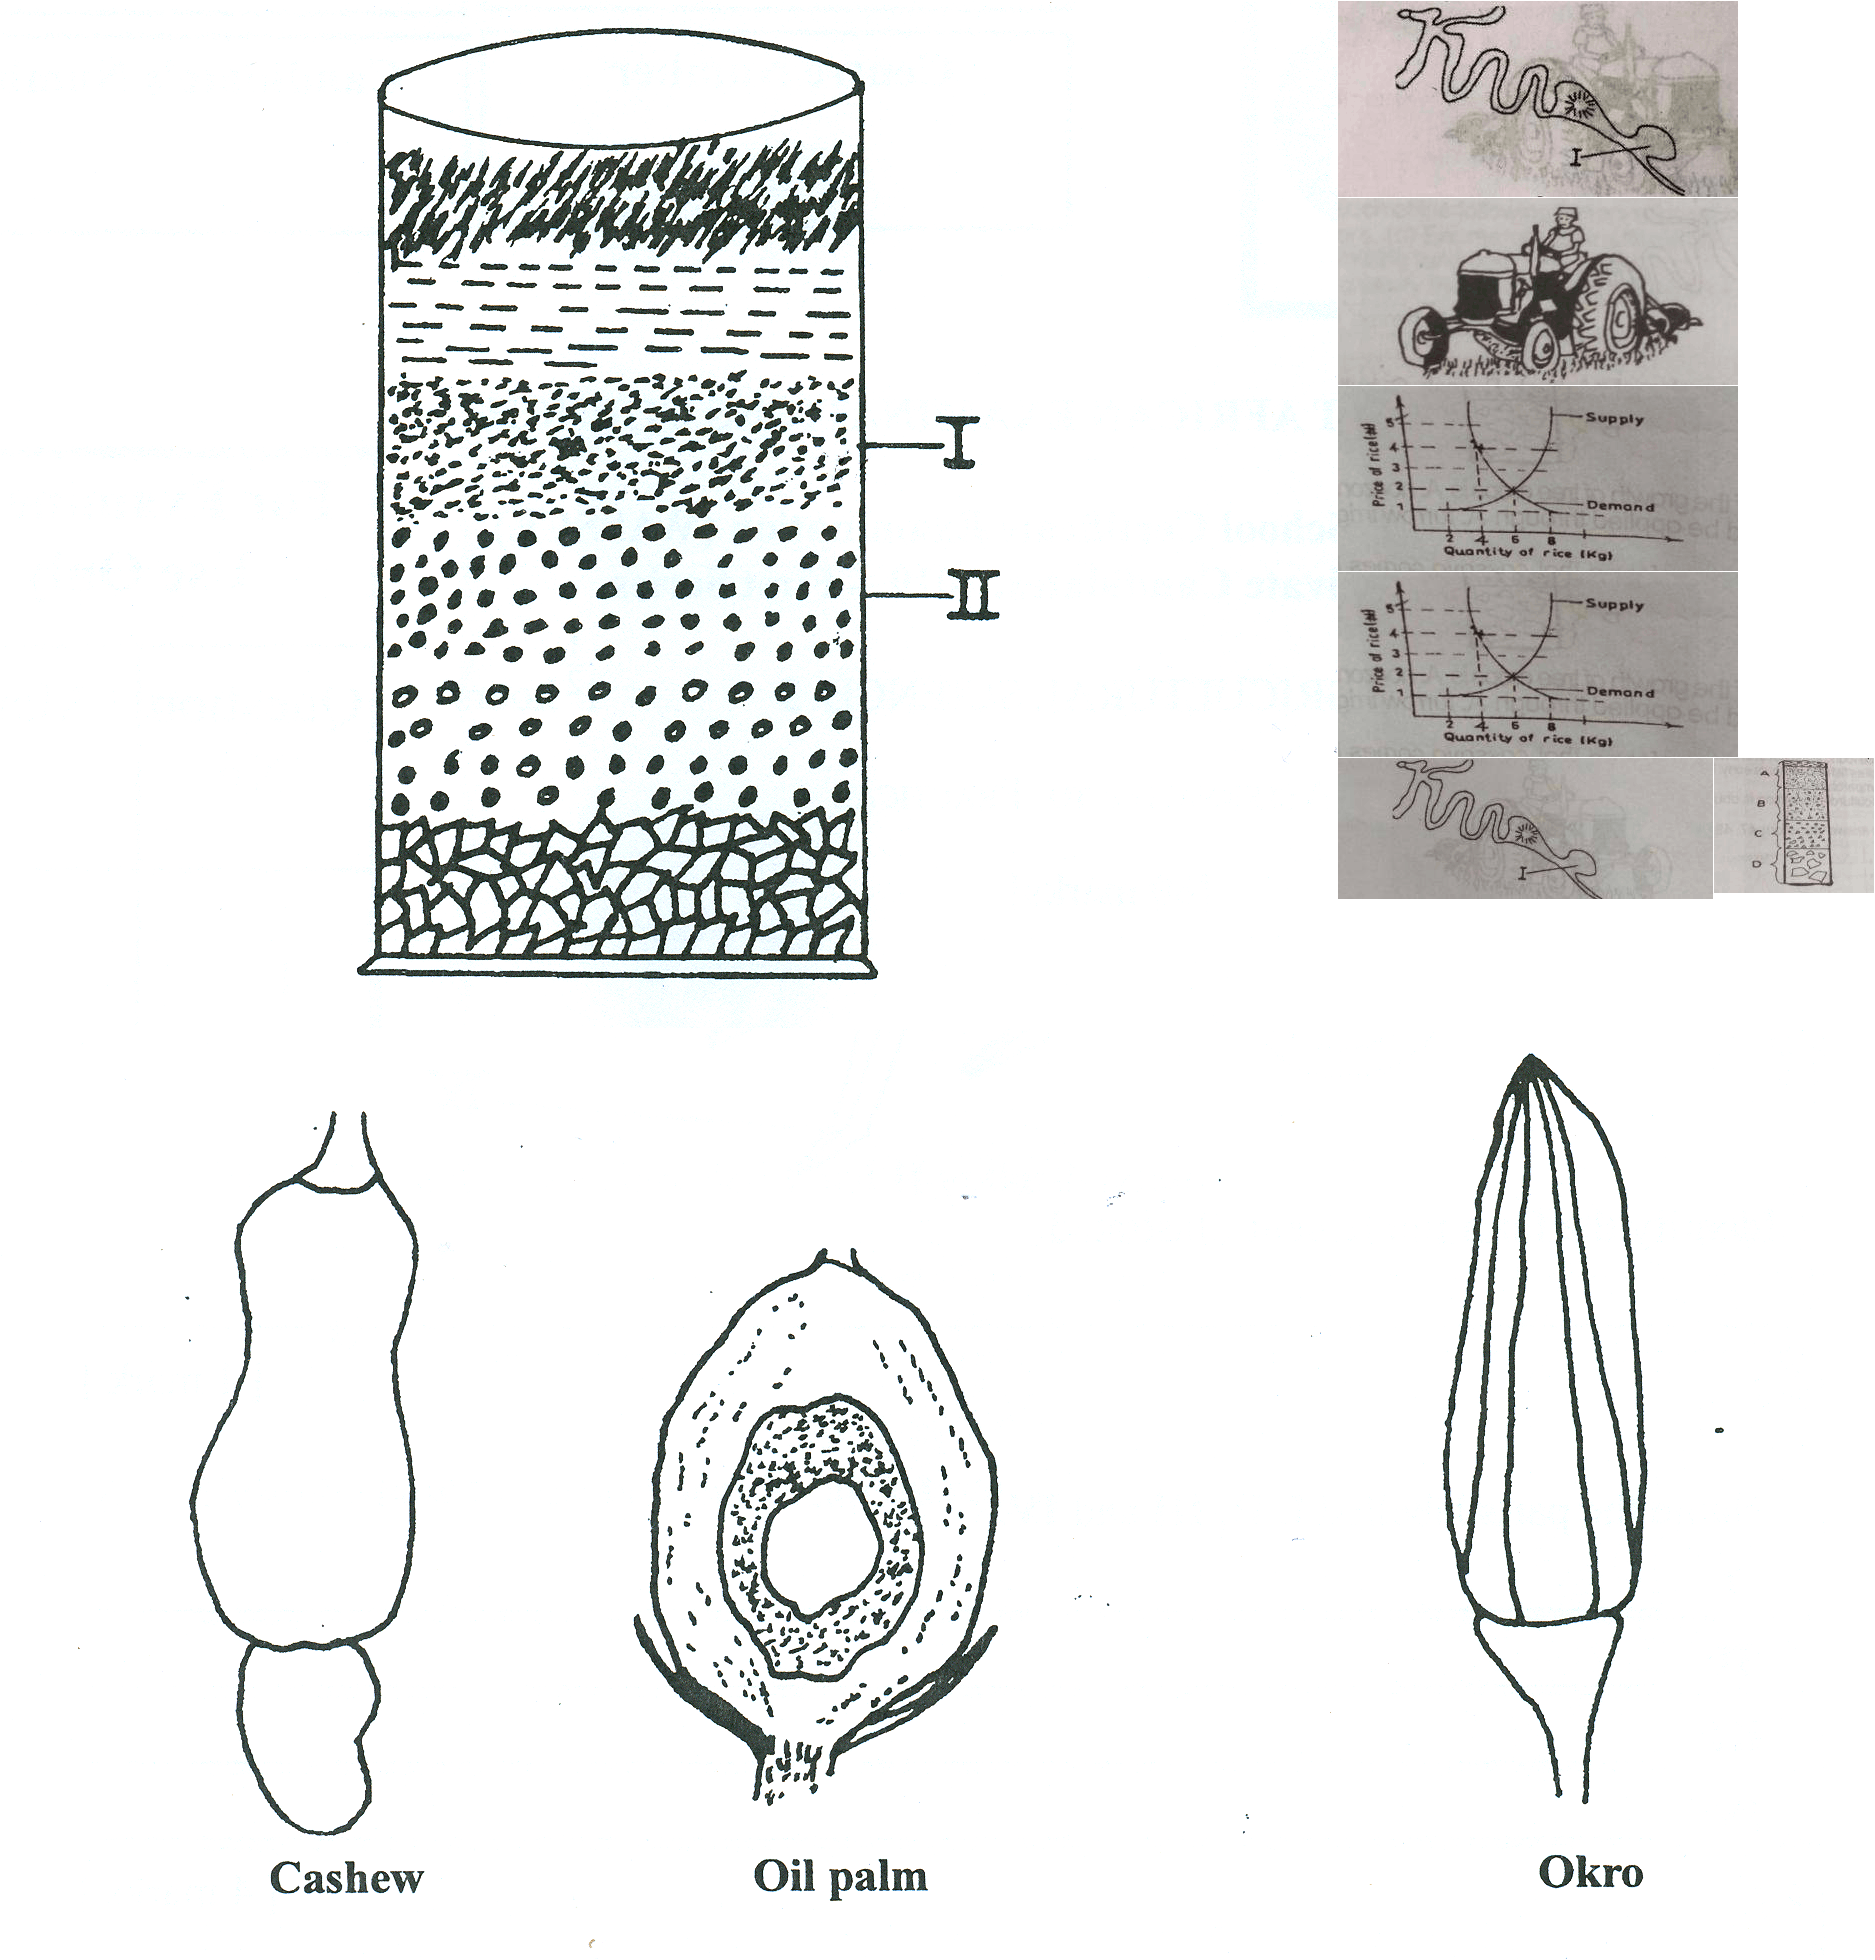 I
II
I
Price of rice(₦)
5
4
3
2
1
Supply
Demand
2 4 6 8
Quantity of rice (Kg)
Price of rice(₦)
5
4
3
2
1
Supply
Demand
2 4 6 8
Quantity of rice (Kg)
I
A
B
C
D
Cashew
Oil palm
Okro